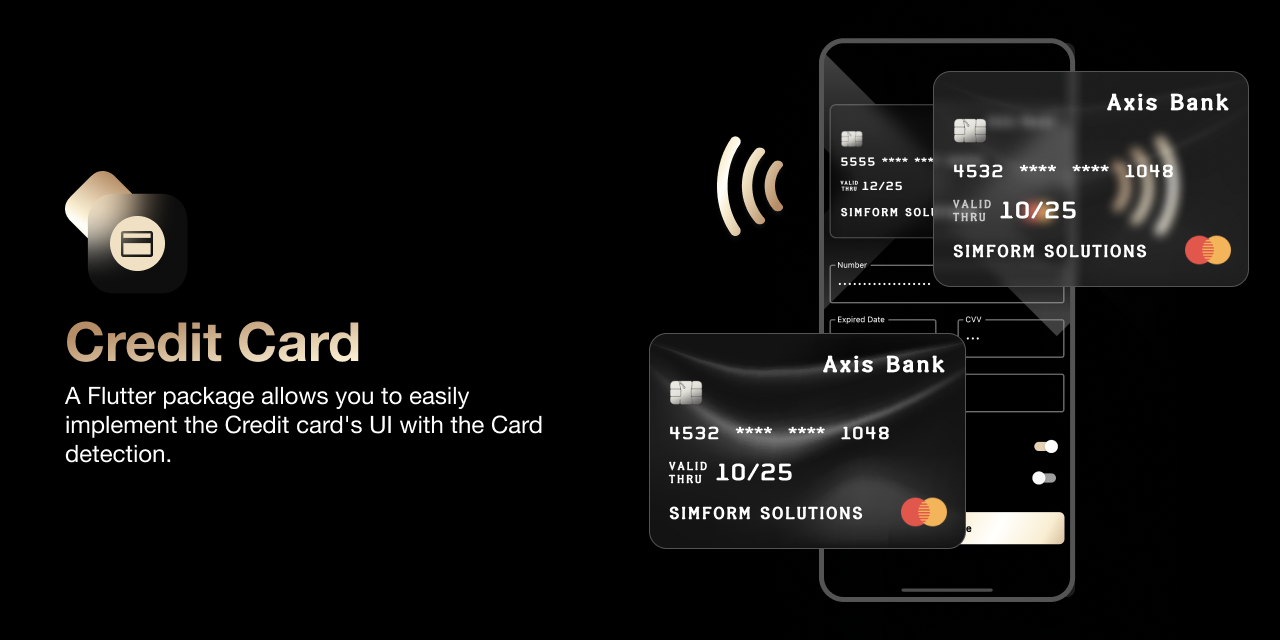 Credit Card
A Flutter package allows you to easily
implement the Credit card's UI with the Card
detection.
5555 **** ***
VALID
THRU 12/25
SIMFORM SOLU
Number
Expired Date
CVV
Axis Bank
4532 **** **** 1048
VALID
THRU 10/25
SIMFORM SOLUTIONS
Axis Bank
4532 **** **** 1048
VALID
THRU 10/25
SIMFORM SOLUTIONS
e